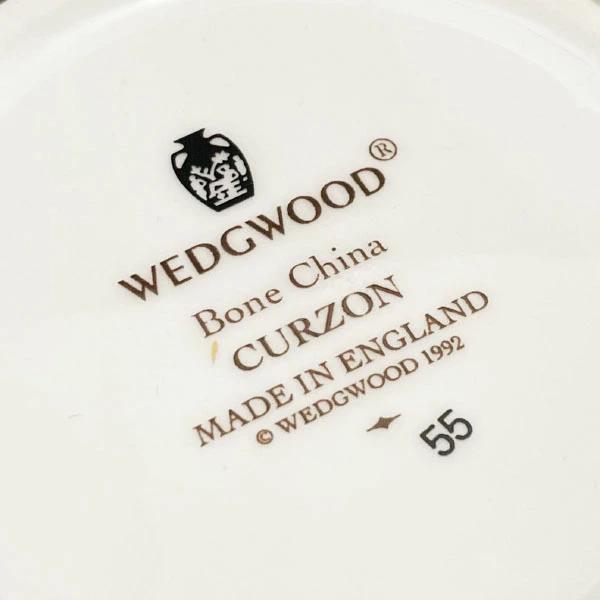 WEDGWOOD®
Bone China
CURZON
MADE IN ENGLAND
© WEDGWOOD 1992
55